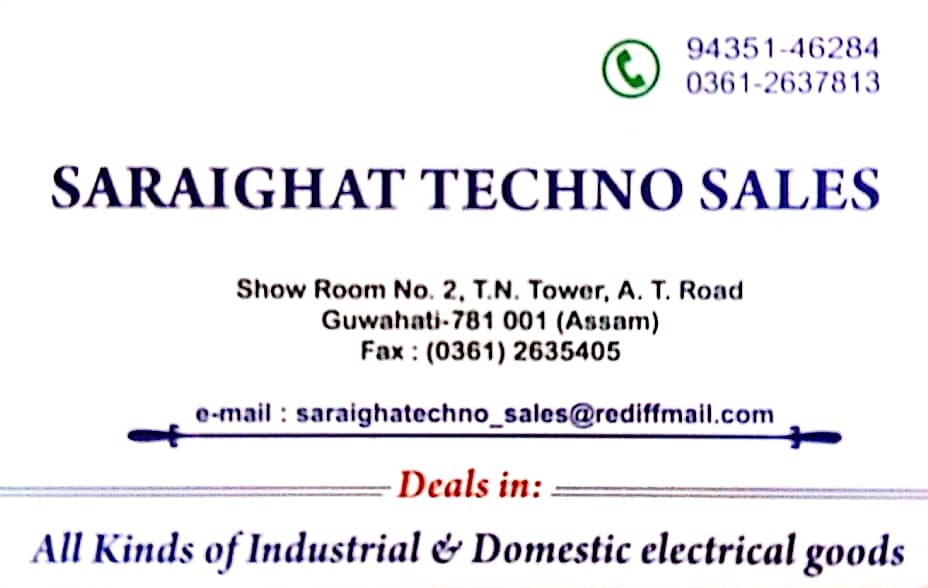 94351-46284
0361-2637813
SARAIGHAT TECHNO SALES
Show Room No. 2, T.N. Tower, A. T. Road
Guwahati-781 001 (Assam)
Fax : (0361) 2635405
e-mail : saraighatechno_sales@rediffmail.com
Deals in:
All Kinds of Industrial & Domestic electrical goods